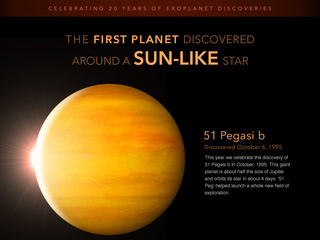 CELEBRATING 20 YEARS OF EXOPLANET DISCOVERIES
THE FIRST PLANET DISCOVERED
AROUND A SUN-LIKE STAR
51 Pegasi b
Discovered October 6, 1995
This year we celebrate the discovery of
51 Pegasi b in October, 1995. This giant
planet is about half the size of Jupiter
and orbits its star in about 4 days. '51
Peg' helped launch a whole new field of
exploration.